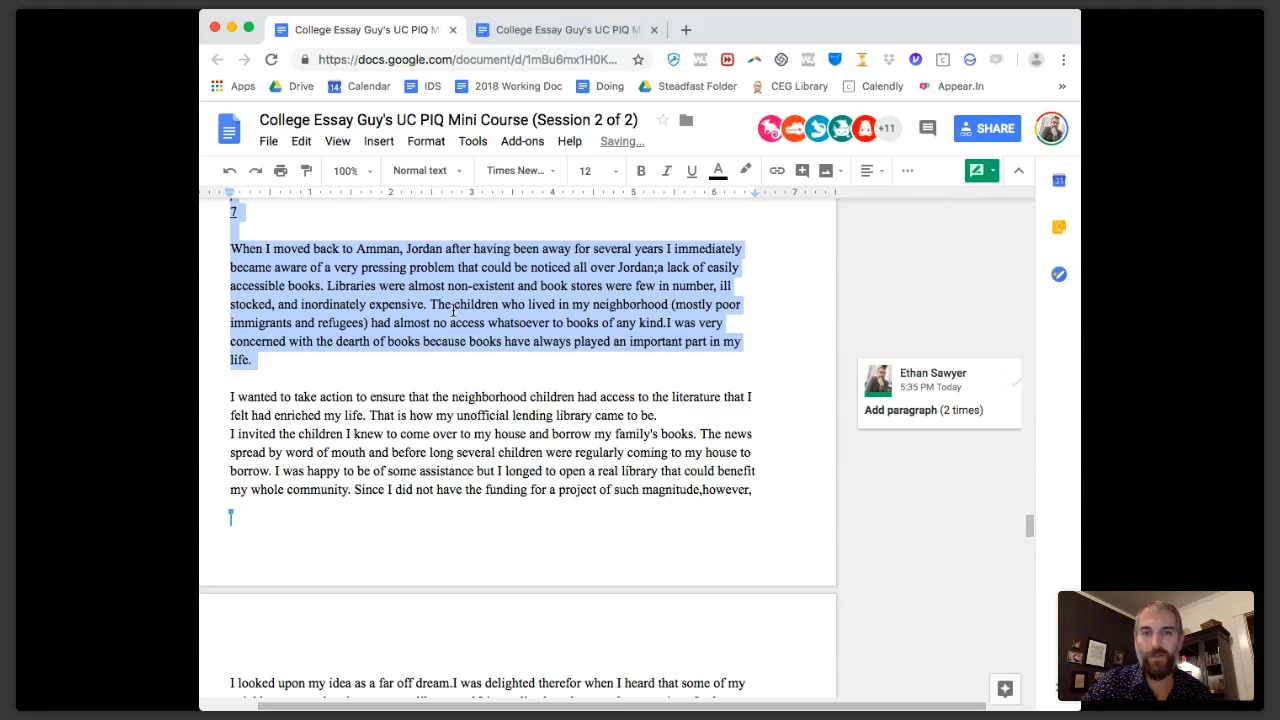 College Essay Guy's UC PIQ M
College Essay Guy's UC PIQ M
https://docs.google.com/document/d/1mBu6mx1H0K...
Apps
Drive
14 Calendar
IDS
2018 Working Doc
Doing
Steadfast Folder
CEG Library
Calendly
Appear.In
»
College Essay Guy's UC PIQ Mini Course (Session 2 of 2)
+11
SHARE
File Edit View Insert Format Tools Add-ons Help Saving...
100% Normal text Times New... 12 B I U A
1 2 3 4 5 6 7
7
When I moved back to Amman, Jordan after having been away for several years I immediately
became aware of a very pressing problem that could be noticed all over Jordan;a lack of easily
accessible books. Libraries were almost non-existent and book stores were few in number, ill
stocked, and inordinately expensive. The children who lived in my neighborhood (mostly poor
immigrants and refugees) had almost no access whatsoever to books of any kind.I was very
concerned with the dearth of books because books have always played an important part in my
life.
I wanted to take action to ensure that the neighborhood children had access to the literature that I
felt had enriched my life. That is how my unofficial lending library came to be.
I invited the children I knew to come over to my house and borrow my family's books. The news
spread by word of mouth and before long several children were regularly coming to my house to
borrow. I was happy to be of some assistance but I longed to open a real library that could benefit
my whole community. Since I did not have the funding for a project of such magnitude,however,
I looked upon my idea as a far off dream.I was delighted therefor when I heard that some of my
Ethan Sawyer
5:35 PM Today
Add paragraph (2 times)
31